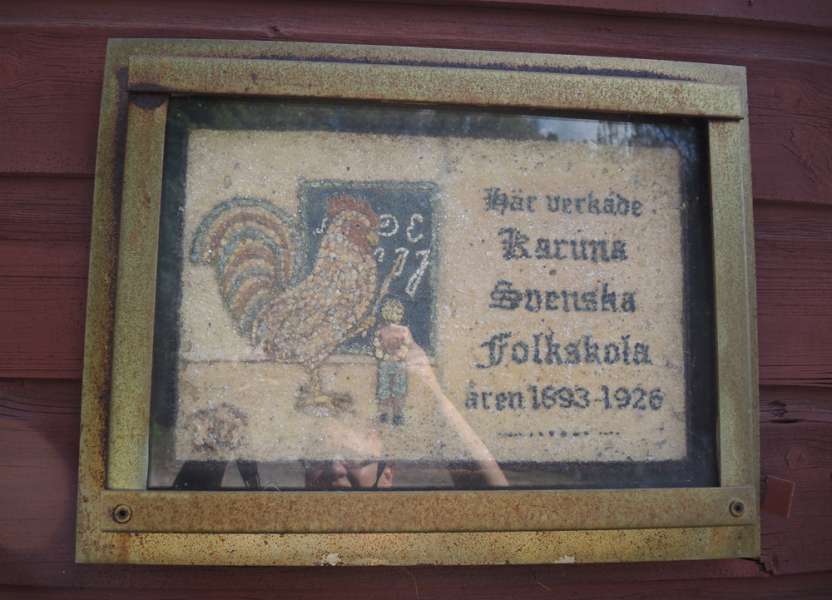 Här verkade
Karuna
Svenska
Folkskola
åren 1893-1926